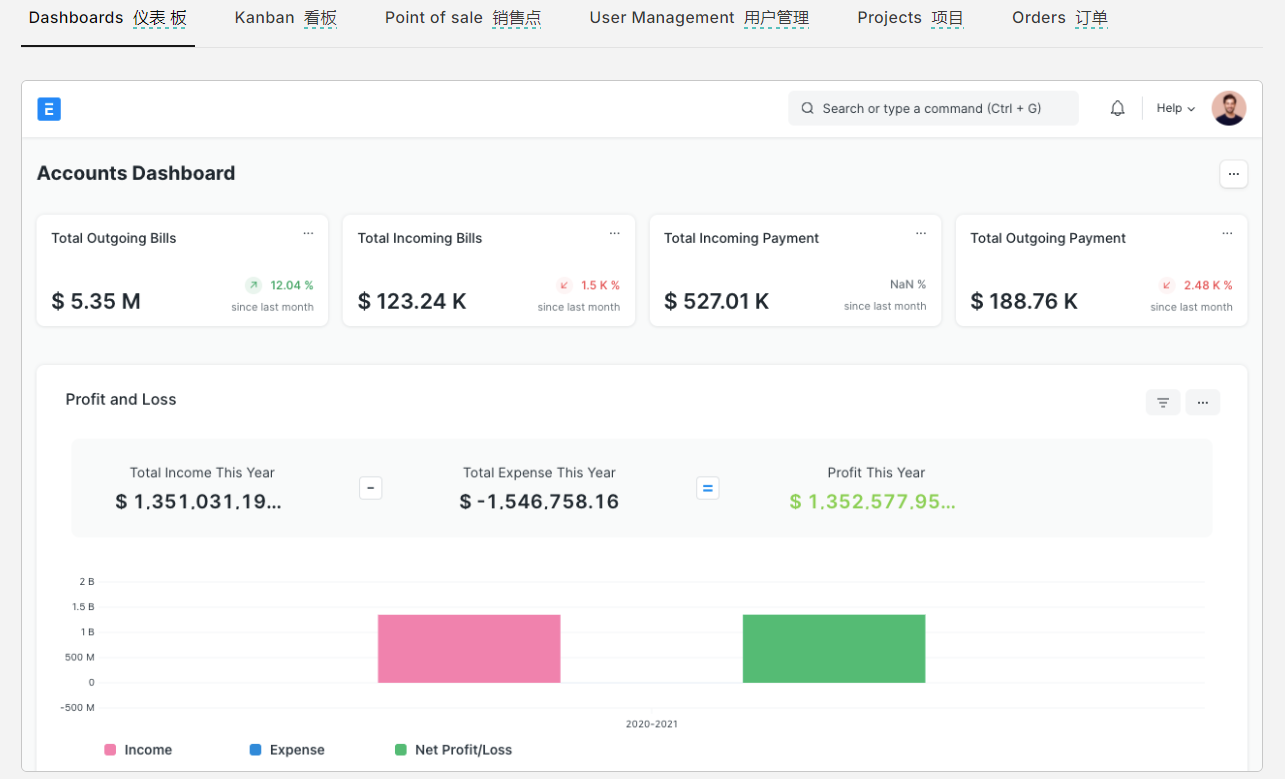 Dashboards 仪表 板 Kanban 看板 Point of sale 销售点 User Management 用户管理 Projects 项目 Orders 订单
E Search or type a command (Ctrl + G) Help
Accounts Dashboard ...
Total Outgoing Bills ...
$ 5.35 M
12.04 %
since last month
Total Incoming Bills ...
$ 123.24 K
1.5 K %
since last month
Total Incoming Payment ...
$ 527.01 K
NaN %
since last month
Total Outgoing Payment ...
$ 188.76 K
2.48 K %
since last month
Profit and Loss ...
Total Income This Year
$ 1,351,031,19...
-
Total Expense This Year
$ -1,546,758.16
=
Profit This Year
$ 1,352,577,95...
2 B
1.5 B
1 B
500 M
0
-500 M
2020-2021
Income Expense Net Profit/Loss